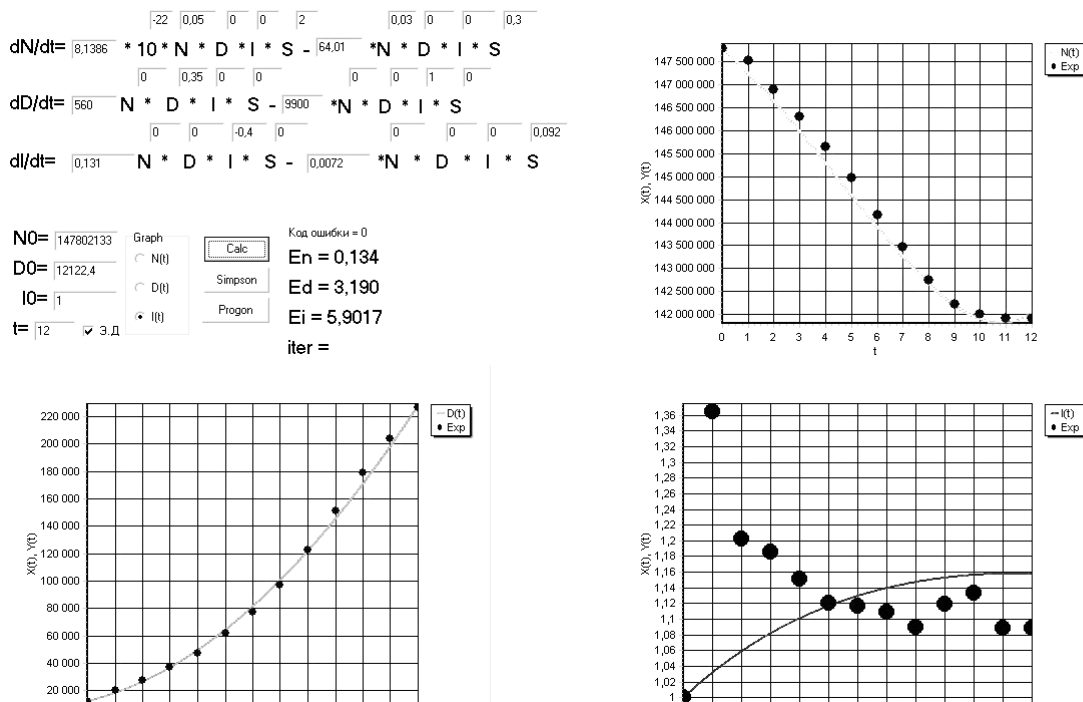 -22 0,05 0 0 2 0,03 0 0 0,3
dN/dt= 8,1386 *10* N * D * I * S - 64,01 *N * D * I * S
0 0,35 0 0 0 0 1 0
dD/dt= 560 N * D * I * S - 9900 *N * D * I * S
0 0 -0,4 0 0 0 0 0,092
dI/dt= 0,131 N * D * I * S- 0,0072 *N * D * I * S
N0= 147802133
D0= 12122,4
I0= 1
t= 12 Э.Д
Graph
N(t)
D(t)
I(t)
Calc
Simpson
Progon
Код ошибки = 0
En = 0,134
Ed = 3,190
Ei = 5,9017
iter =
147 500 000
147 000 000
146 500 000
146 000 000
145 500 000
145 000 000
144 500 000
144 000 000
143 500 000
143 000 000
142 500 000
142 000 000
X(t), Y(t)
0 1 2 3 4 5 6 7 8 9 10 11 12
t
N(t)
Exp
220 000
200 000
180 000
160 000
140 000
120 000
100 000
80 000
60 000
40 000
20 000
X(t), Y(t)
D(t)
Exp
1,36
1,34
1,32
1,3
1,28
1,26
1,24
1,22
1,2
1,18
1,16
1,14
1,12
1,1
1,08
1,06
1,04
1,02
1
X(t), Y(t)
I(t)
Exp